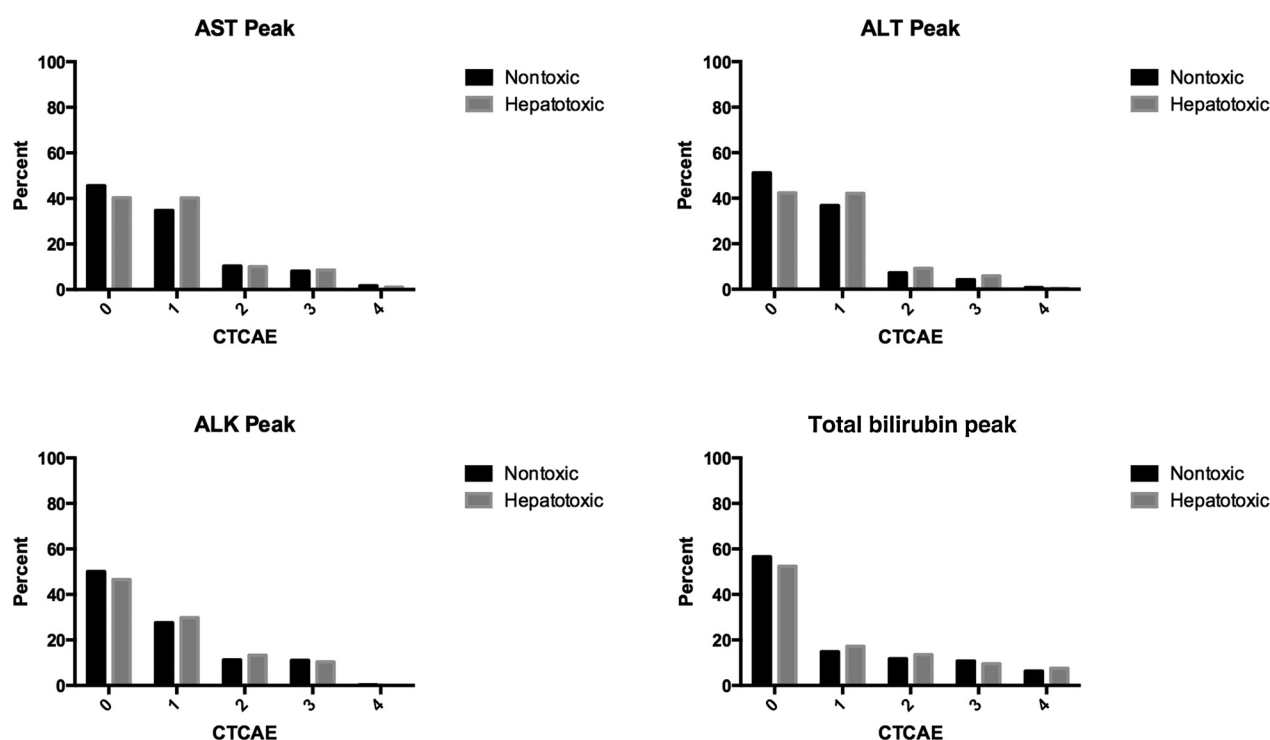 AST Peak
100
80
60
40
20
0
Percent
0 1 2 3 4
CTCAE
Nontoxic
Hepatotoxic
ALT Peak
100
80
60
40
20
0
Percent
0 1 2 3 4
CTCAE
Nontoxic
Hepatotoxic
ALK Peak
100
80
60
40
20
0
Percent
0 1 2 3 4
CTCAE
Nontoxic
Hepatotoxic
Total bilirubin peak
100
80
60
40
20
0
Percent
0 1 2 3 4
CTCAE
Nontoxic
Hepatotoxic